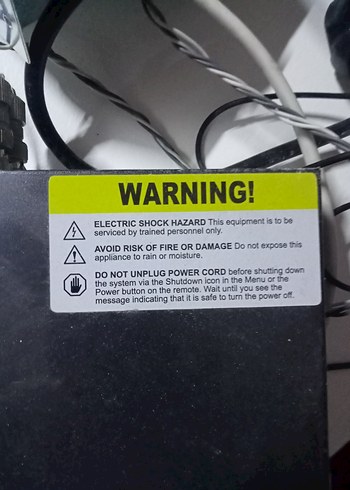 WARNING!
ELECTRIC SHOCK HAZARD This equipment is to be
serviced by trained personnel only.
AVOID RISK OF FIRE OR DAMAGE Do not expose this
appliance to rain or moisture.
DO NOT UNPLUG POWER CORD before shutting down
the system via the Shutdown icon in the Menu or the
Power button on the remote. Wait until you see the
message indicating that it is safe to turn the power off.